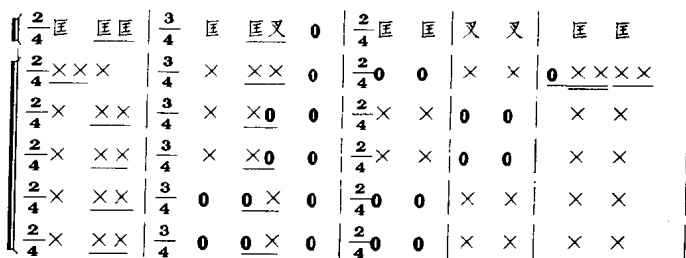 2/4 匡 匡匡 | 3/4 匡 匡叉 0 | 2/4 匡 匡 | 叉 叉 | 匡 匡
2/4 ×× × | 3/4 × ×× 0 | 2/4 0 0 | × × | 0 ×× ××
2/4 × ×× | 3/4 × ×0 0 | 2/4 × × | 0 0 | × ×
2/4 × ×× | 3/4 × ×0 0 | 2/4 × × | 0 0 | × ×
2/4 × ×× | 3/4 0 0× 0 | 2/4 0 0 | × × | × ×
2/4 × ×× | 3/4 0 0× 0 | 2/4 0 0 | × × | × ×